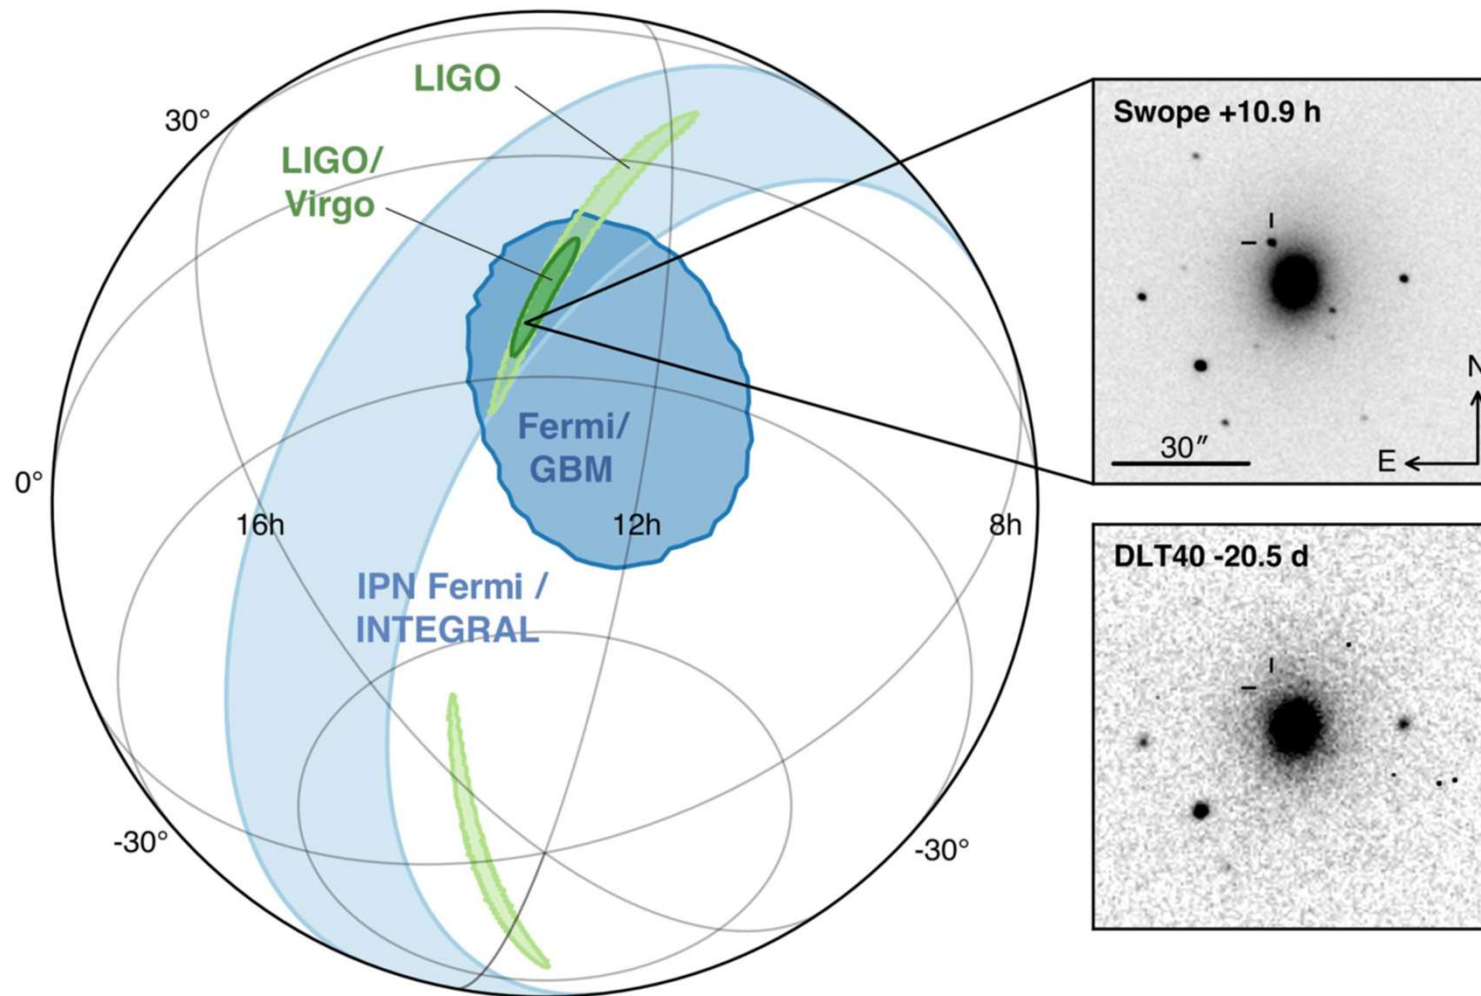 LIGO
30°
LIGO/
Virgo
Swope +10.9 h
N
30″
E
Fermi/
GBM
0°
16h
12h
8h
DLT40 -20.5 d
IPN Fermi /
INTEGRAL
-30°
-30°